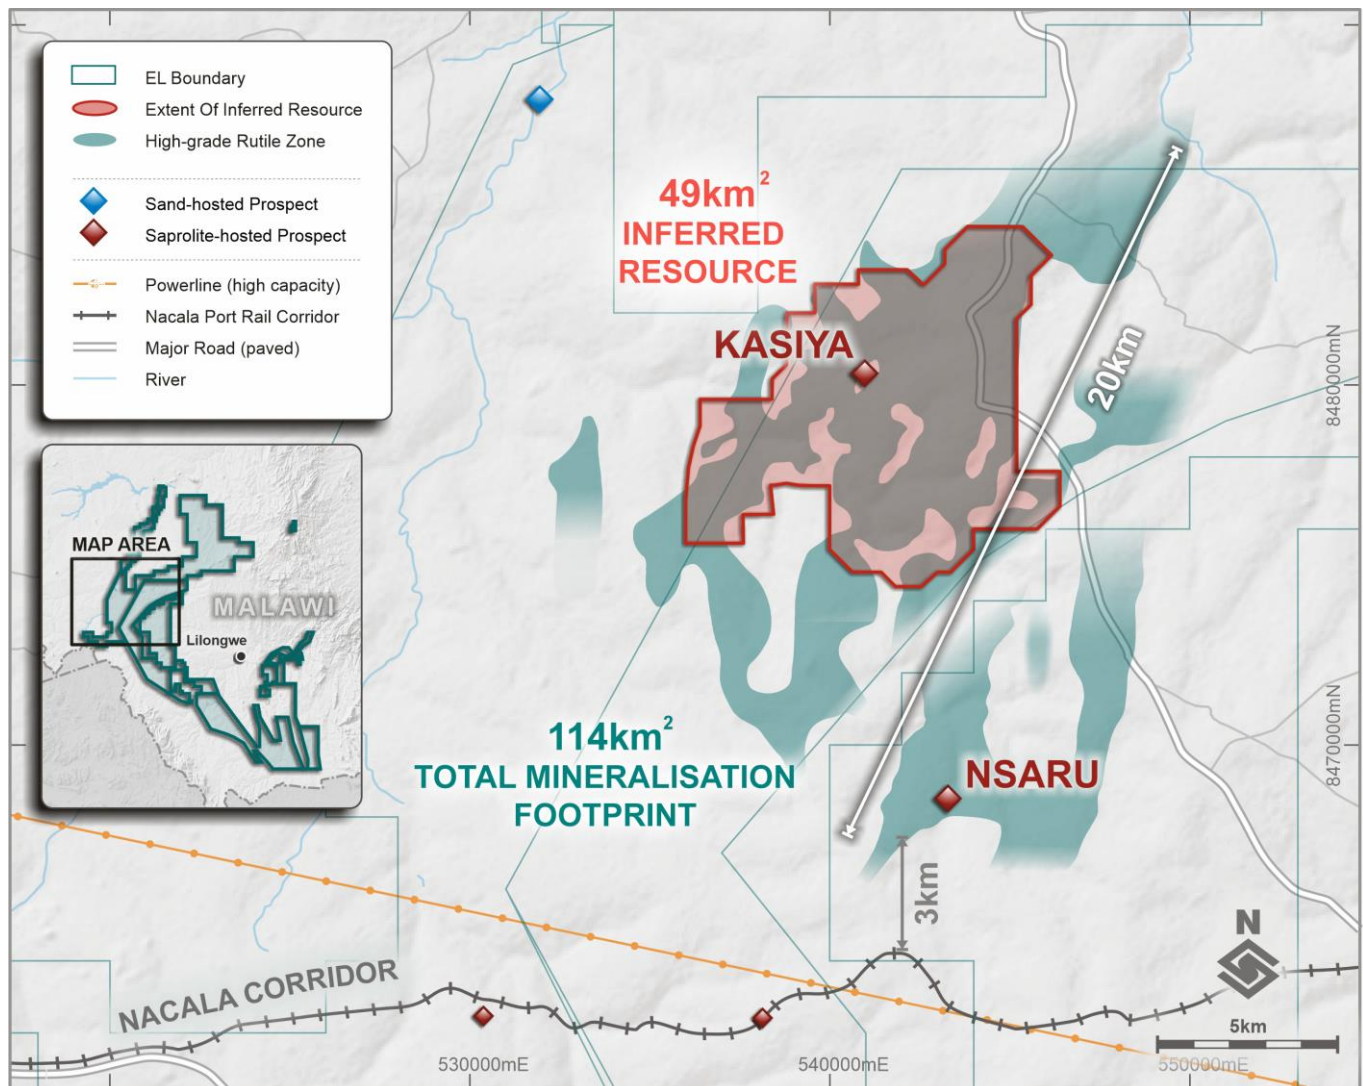 EL Boundary
Extent Of Inferred Resource
High-grade Rutile Zone
Sand-hosted Prospect
Saprolite-hosted Prospect
Powerline (high capacity)
Nacala Port Rail Corridor
Major Road (paved)
River
MAP AREA
MALAWI
Lilongwe
49km²
INFERRED
RESOURCE
KASIYA
20km
8480000mN
114km²
TOTAL MINERALISATION
FOOTPRINT
NSARU
8470000mN
3km
N
NACALA CORRIDOR
5km
530000mE
540000mE
550000mE